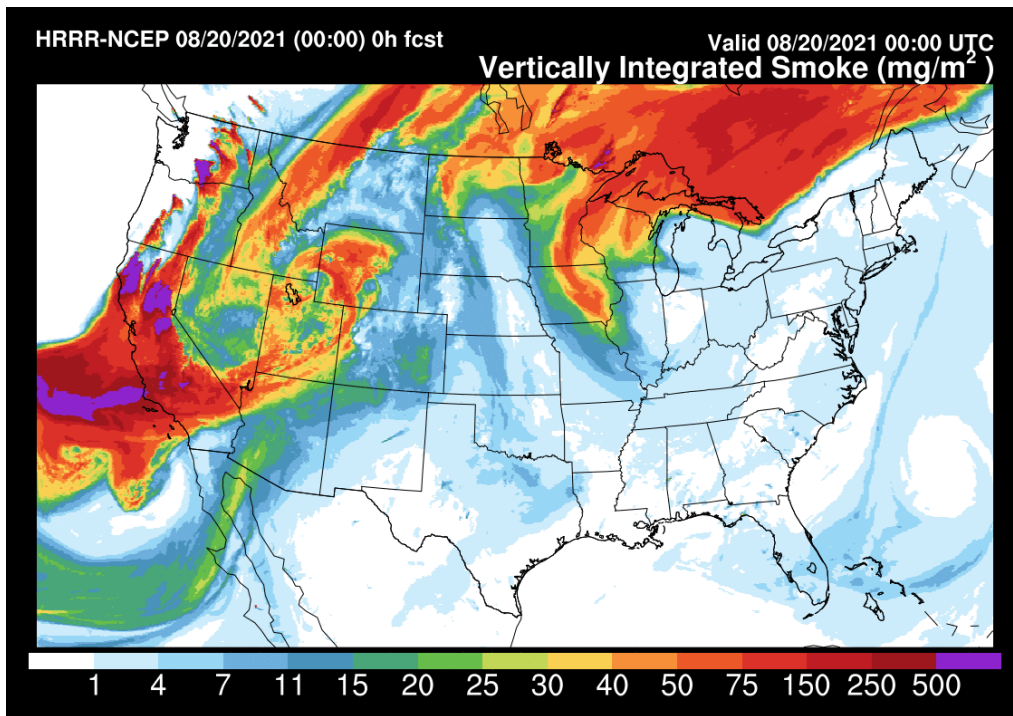 HRRR-NCEP 08/20/2021 (00:00) 0h fcst
Valid 08/20/2021 00:00 UTC
Vertically Integrated Smoke (mg/m² )
1 4 7 11 15 20 25 30 40 50 75 150 250 500